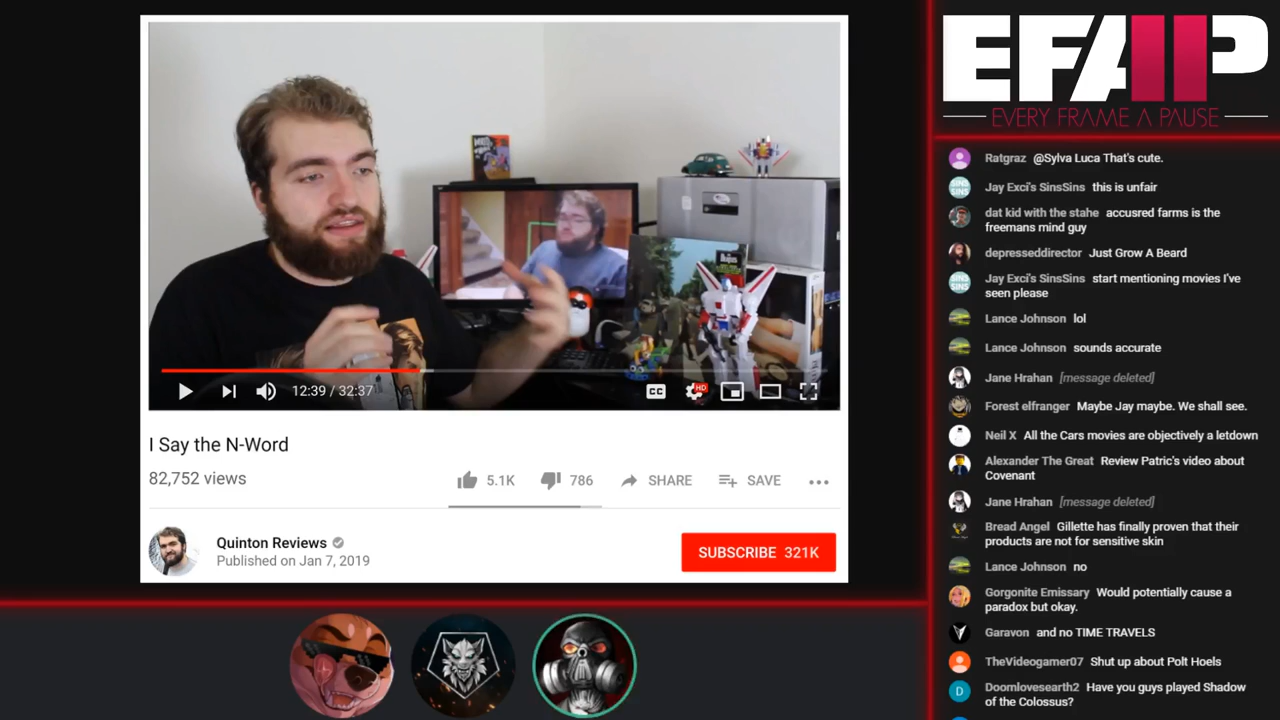 12:39 / 32:37
CC
HD
I Say the N-Word
82,752 views
5.1K
786
SHARE
SAVE
Quinton Reviews
Published on Jan 7, 2019
SUBSCRIBE 321K
EFAP
EVERY FRAME A PAUSE
Ratgraz @Sylva Luca That's cute.
SINS
SINS
Jay Exci's SinsSins this is unfair
dat kid with the stahe accusred farms is the
freemans mind guy
depresseddirector Just Grow A Beard
SINS
SINS
Jay Exci's SinsSins start mentioning movies I've
seen please
Lance Johnson lol
Lance Johnson sounds accurate
Jane Hrahan [message deleted]
Forest elfranger Maybe Jay maybe. We shall see.
Neil X All the Cars movies are objectively a letdown
Alexander The Great Review Patric's video about
Covenant
Jane Hrahan [message deleted]
Bread Angel Gillette has finally proven that their
products are not for sensitive skin
Lance Johnson no
Gorgonite Emissary Would potentially cause a
paradox but okay.
Garavon and no TIME TRAVELS
TheVideogamer07 Shut up about Polt Hoels
D
Doomlovesearth2 Have you guys played Shadow
of the Colossus?